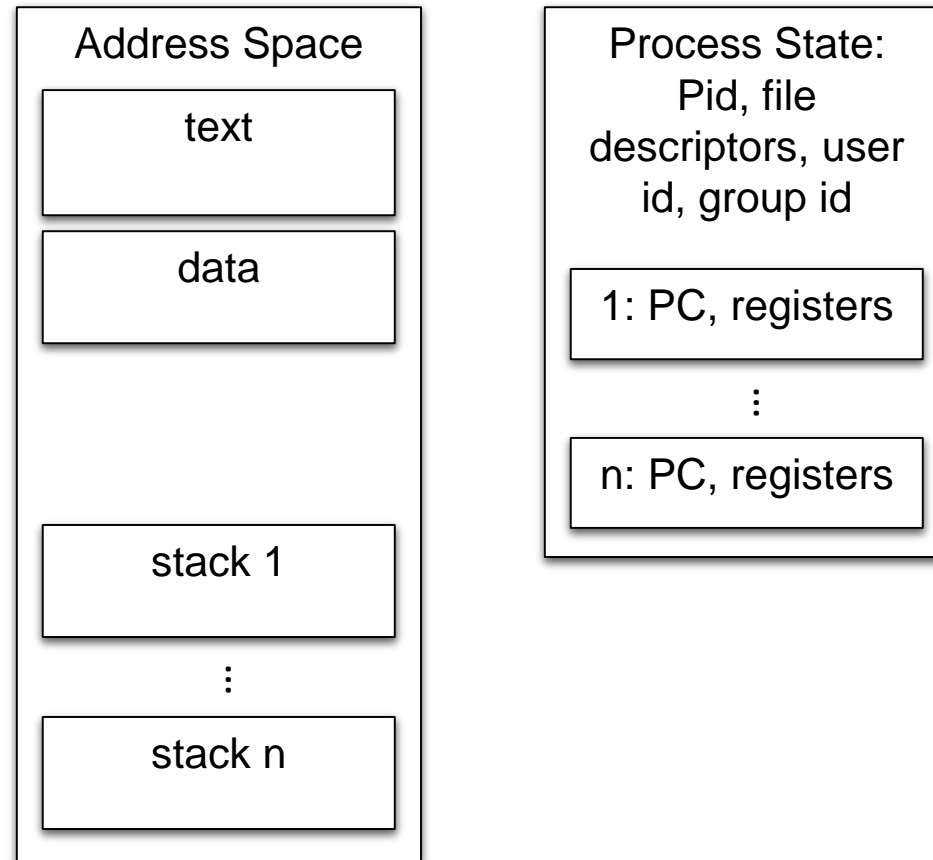 Address Space
text
data
stack 1
⋮
stack n
Process State:
Pid, file
descriptors, user
id, group id
1: PC, registers
⋮
n: PC, registers